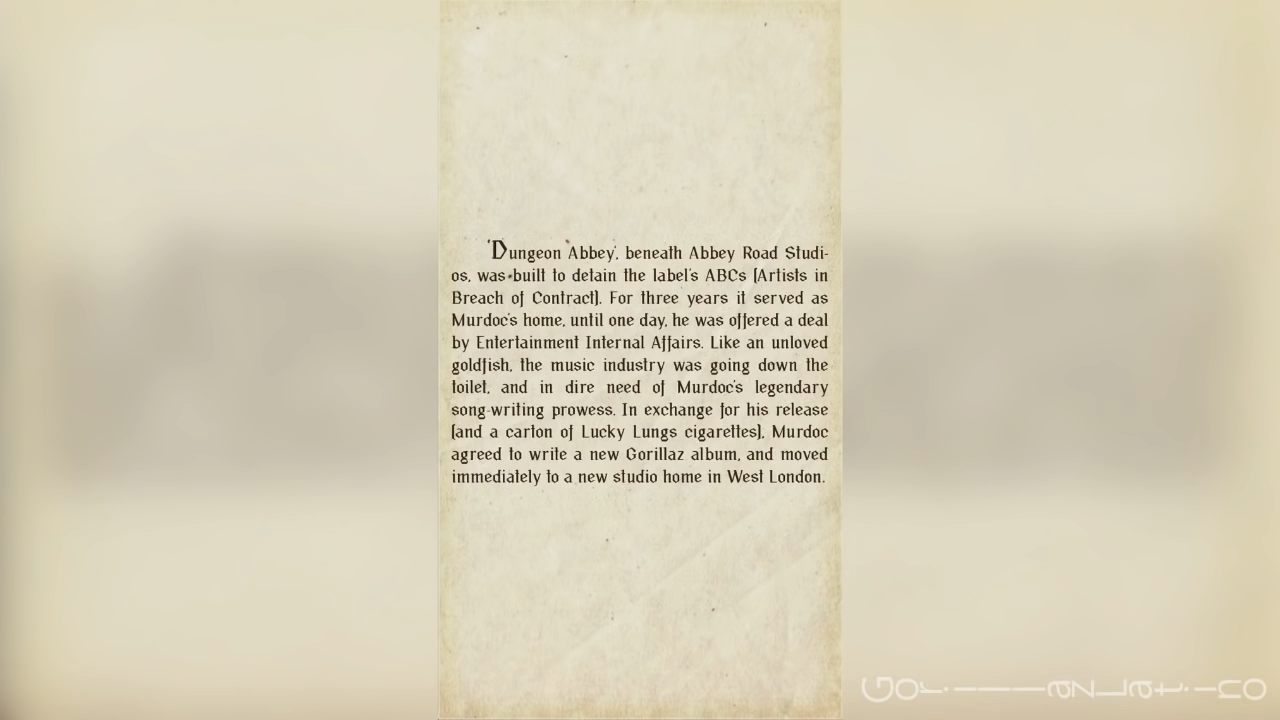 'Dungeon Abbey', beneath Abbey Road Studi-
os, was built to detain the label's ABCs (Artists in
Breach of Contract). For three years it served as
Murdoc's home, until one day, he was offered a deal
by Entertainment Internal Affairs. Like an unloved
goldfish, the music industry was going down the
toilet, and in dire need of Murdoc's legendary
song-writing prowess. In exchange for his release
(and a carton of Lucky Lungs cigarettes), Murdoc
agreed to write a new Gorillaz album, and moved
immediately to a new studio home in West London.